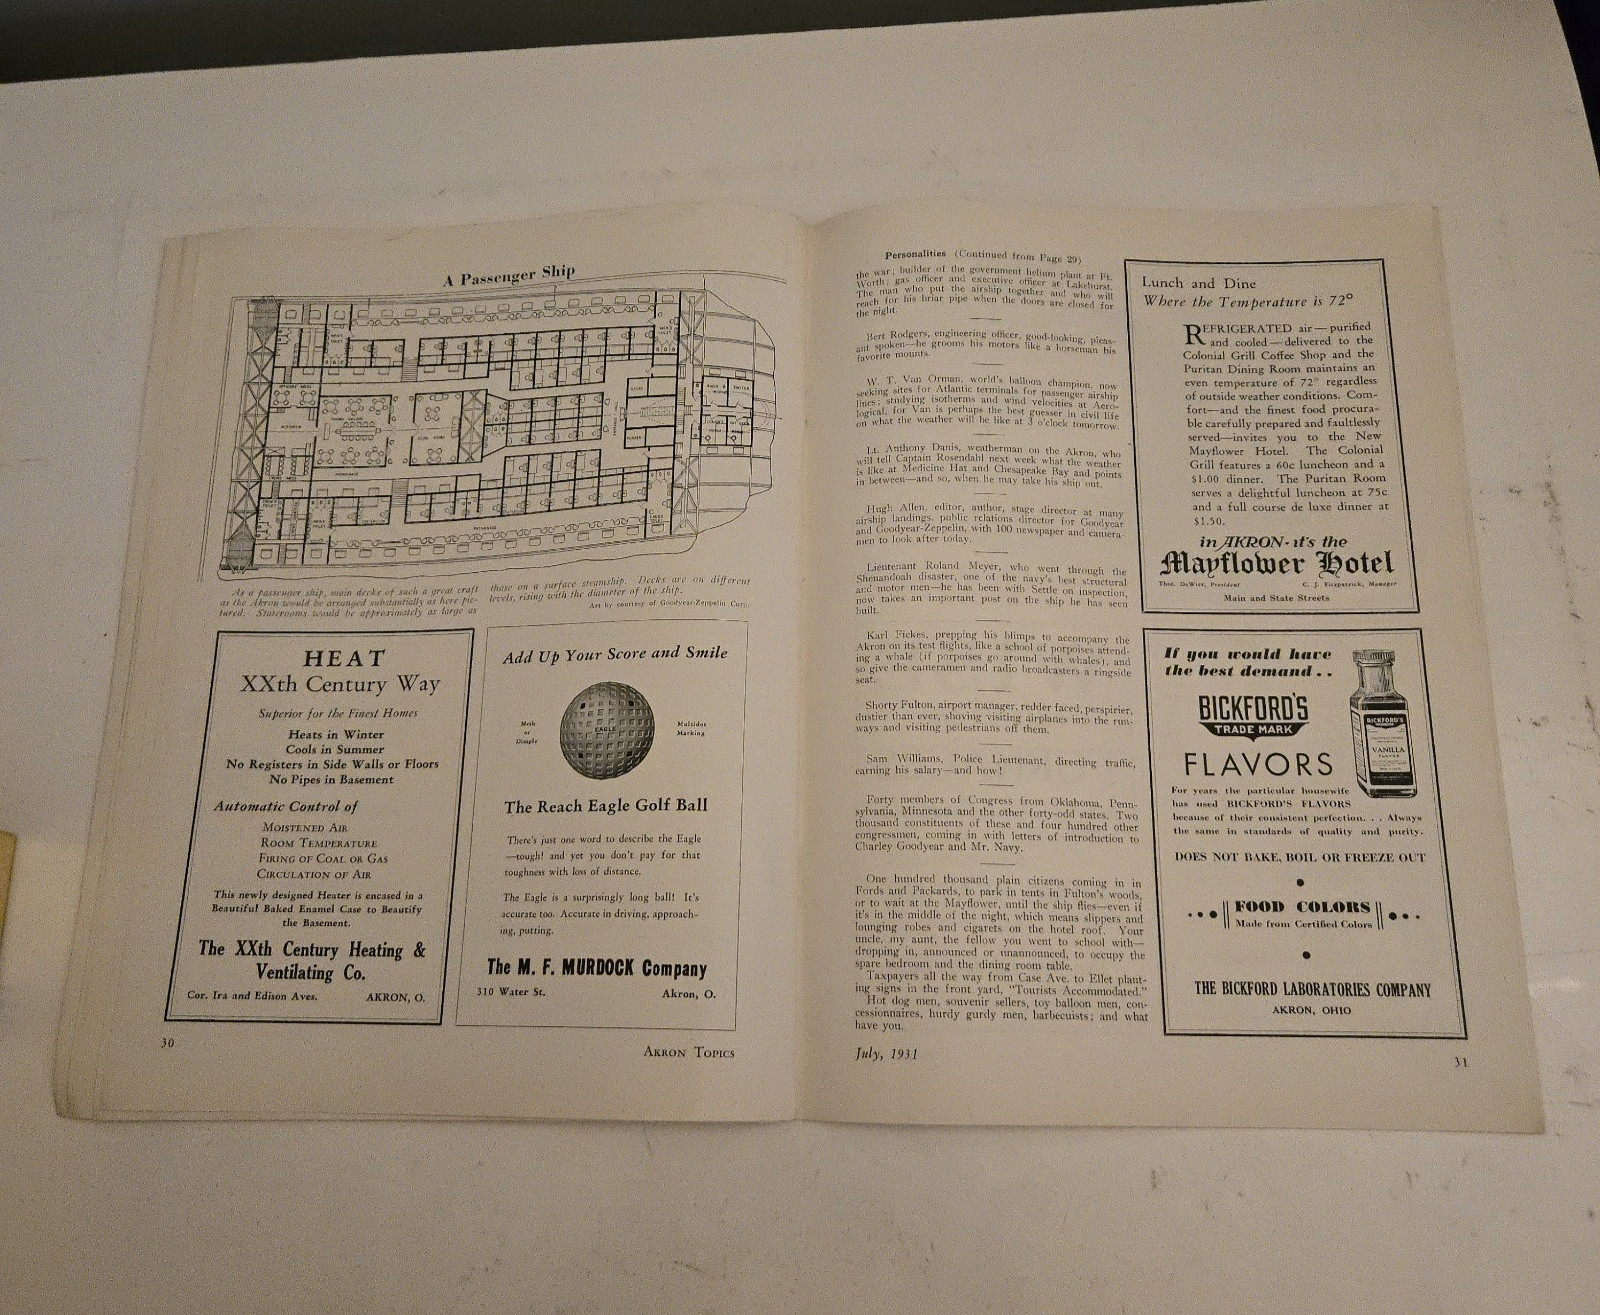 A Passenger Ship
As a passenger ship, main decks of such a great craft
as the Akron would be arranged substantially as here pic-
tured. Staterooms would be approximately as large as
those on a surface steamship. Decks are on different
levels, rising with the diameter of the ship.
Art by courtesy of Goodyear-Zeppelin Corp.
HEAT
XXth Century Way
Superior for the Finest Homes
Heats in Winter
Cools in Summer
No Registers in Side Walls or Floors
No Pipes in Basement
Automatic Control of
Moistened Air
Room Temperature
Firing of Coal or Gas
Circulation of Air
This newly designed Heater is encased in a
Beautiful Baked Enamel Case to Beautify
the Basement.
The XXth Century Heating &
Ventilating Co.
Cor. Ira and Edison Aves. AKRON, O.
Add Up Your Score and Smile
Mesh
or
Dimple
EAGLE
Multidot
Marking
The Reach Eagle Golf Ball
There's just one word to describe the Eagle
—tough! and yet you don't pay for that
toughness with loss of distance.
The Eagle is a surprisingly long ball! It's
accurate too. Accurate in driving, approach-
ing, putting.
The M. F. MURDOCK Company
310 Water St. Akron, O.
30
Akron Topics
Personalities (Continued from Page 29)
the war; builder of the government helium plant at Ft.
Worth; gas officer and executive officer at Lakehurst.
The man who put the airship together and who will
reach for his briar pipe when the doors are closed for
the night.
Bert Rodgers, engineering officer, good-looking, pleas-
ant spoken—he grooms his motors like a horseman his
favorite mounts.
W. T. Van Orman, world's balloon champion, now
seeking sites for Atlantic terminals for passenger airship
lines; studying isotherms and wind velocities at Aero-
logical, for Van is perhaps the best guesser in civil life
on what the weather will be like at 3 o'clock tomorrow.
Lt. Anthony Danis, weatherman on the Akron, who
will tell Captain Rosendahl next week what the weather
is like at Medicine Hat and Chesapeake Bay and points
in between—and so, when he may take his ship out.
Hugh Allen, editor, author, stage director at many
airship landings, public relations director for Goodyear
and Goodyear-Zeppelin, with 100 newspaper and camera-
men to look after today.
Lieutenant Roland Meyer, who went through the
Shenandoah disaster, one of the navy's best structural
and motor men—he has been with Settle on inspection,
now takes an important post on the ship he has seen
built.
Karl Fickes, prepping his blimps to accompany the
Akron on its test flights, like a school of porpoises attend-
ing a whale (if porpoises go around with whales), and
so give the cameramen and radio broadcasters a ringside
seat.
Shorty Fulton, airport manager, redder faced, perspirier,
dustier than ever, shoving visiting airplanes into the run-
ways and visiting pedestrians off them.
Sam Williams, Police Lieutenant, directing traffic,
earning his salary—and how!
Forty members of Congress from Oklahoma, Penn-
sylvania, Minnesota and the other forty-odd states. Two
thousand constituents of these and four hundred other
congressmen, coming in with letters of introduction to
Charley Goodyear and Mr. Navy.
One hundred thousand plain citizens coming in in
Fords and Packards, to park in tents in Fulton's woods,
or to wait at the Mayflower, until the ship flies—even if
it's in the middle of the night, which means slippers and
lounging robes and cigarets on the hotel roof. Your
uncle, my aunt, the fellow you went to school with—
dropping in, announced or unannounced, to occupy the
spare bedroom and the dining room table.
Taxpayers all the way from Case Ave. to Ellet plant-
ing signs in the front yard, "Tourists Accommodated."
Hot dog men, souvenir sellers, toy balloon men, con-
cessionnaires, hurdy gurdy men, barbecuists; and what
have you.
July, 1931
Lunch and Dine
Where the Temperature is 72°
REFRIGERATED air—purified
and cooled—delivered to the
Colonial Grill Coffee Shop and the
Puritan Dining Room maintains an
even temperature of 72° regardless
of outside weather conditions. Com-
fort—and the finest food procura-
ble carefully prepared and faultlessly
served—invites you to the New
Mayflower Hotel. The Colonial
Grill features a 60c luncheon and a
$1.00 dinner. The Puritan Room
serves a delightful luncheon at 75c
and a full course de luxe dinner at
$1.50.
in AKRON-it's the
Mayflower Hotel
Theo. DeWitt, President C. J. Fitzpatrick, Manager
Main and State Streets
If you would have
the best demand . .
BICKFORD'S
TRADE MARK
FLAVORS
BICKFORD'S
VANILLA
FLAVOR
For years the particular housewife
has used BICKFORD'S FLAVORS
because of their consistent perfection. . . Always
the same in standards of quality and purity.
DOES NOT BAKE, BOIL OR FREEZE OUT
FOOD COLORS
Made from Certified Colors
THE BICKFORD LABORATORIES COMPANY
AKRON, OHIO
31